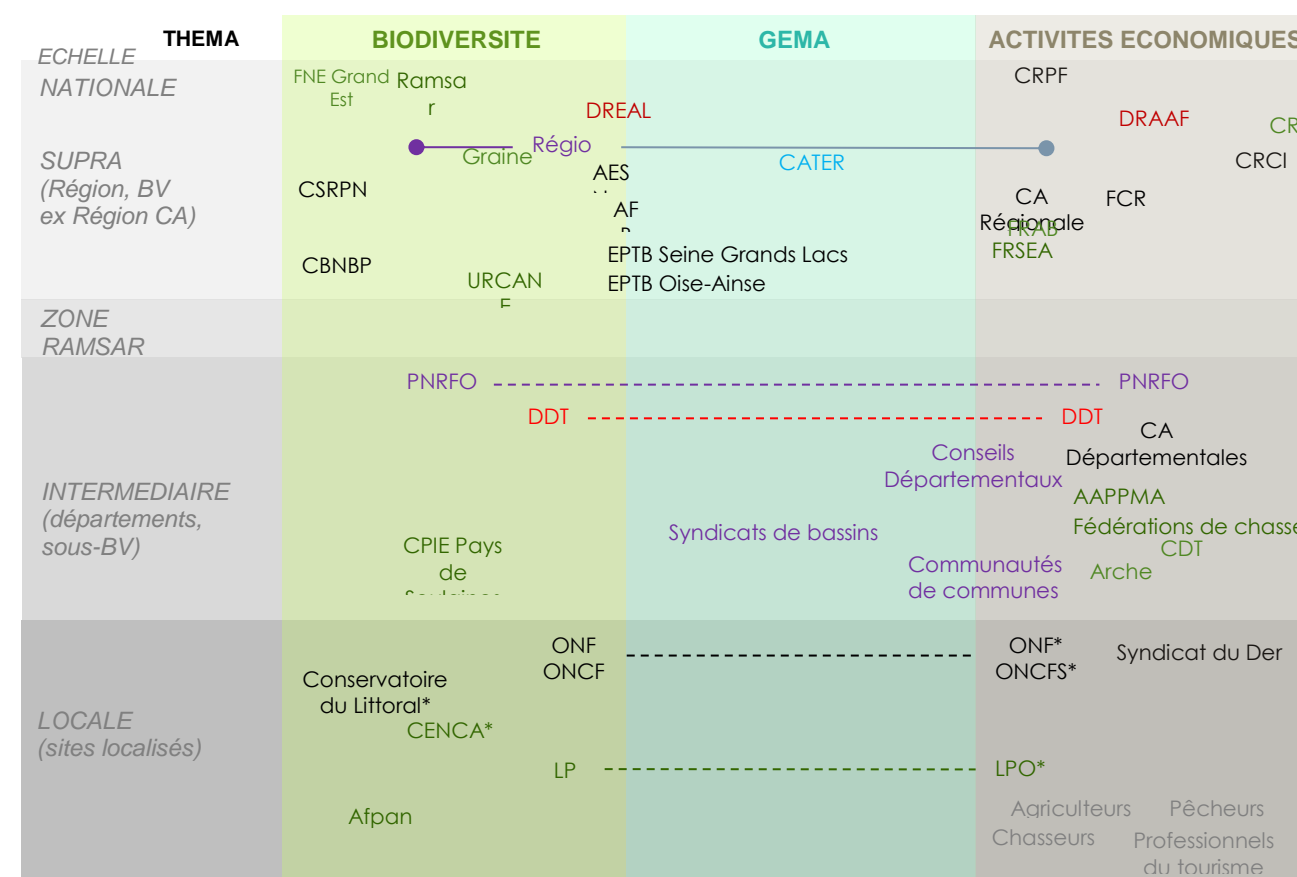 THEMA
BIODIVERSITE
GEMA
ACTIVITES ECONOMIQUES
ECHELLE
NATIONALE
FNE Grand
Est
Ramsa
r
CRPF
DREAL
DRAAF
CR
SUPRA
(Région, BV
ex Région CA)
Régio
Graine
CATER
CRCI
AES
CSRPN
AF
CA
Régionale
FCR
FRAB
FRSEA
CBNBP
EPTB Seine Grands Lacs
EPTB Oise-Ainse
URCAN
E
ZONE
RAMSAR
PNRFO
PNRFO
DDT
DDT
CA
Départementales
Conseils
Départementaux
INTERMEDIAIRE
(départements,
sous-BV)
AAPPMA
Fédérations de chasse
CDT
Arche
Syndicats de bassins
CPIE Pays
de
Soulaines
Communautés
de communes
ONF
ONCF
ONF*
ONCFS*
Syndicat du Der
Conservatoire
du Littoral*
CENCA*
LOCALE
(sites localisés)
LP
LPO*
Afpan
Agriculteurs
Pêcheurs
Chasseurs
Professionnels
du tourisme